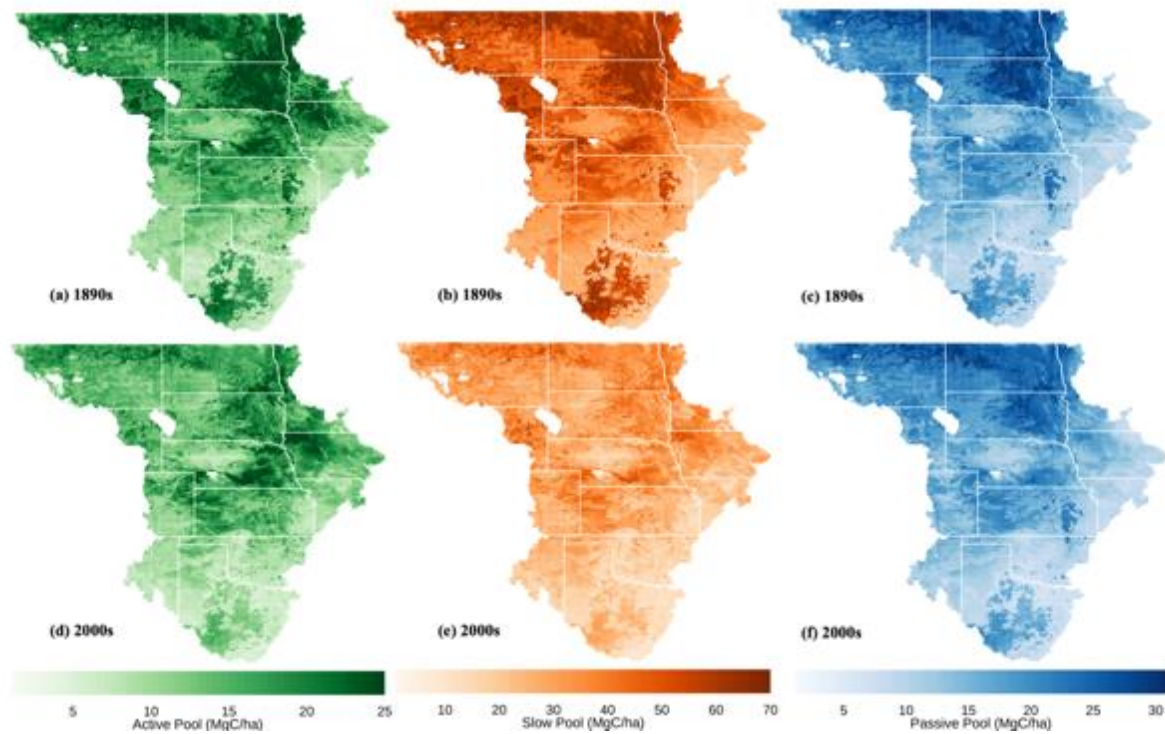 (a) 1890s
(b) 1890s
(c) 1890s
(d) 2000s
(e) 2000s
(f) 2000s
5 10 15 20 25
Active Pool (MgC/ha)
10 20 30 40 50 60 70
Slow Pool (MgC/ha)
5 10 15 20 25 30
Passive Pool (MgC/ha)